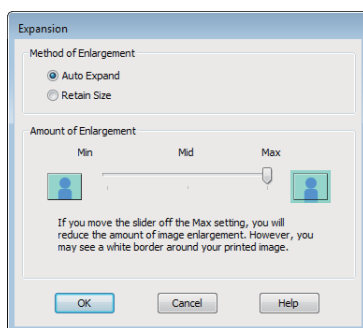 Expansion
Method of Enlargement
Auto Expand
Retain Size
Amount of Enlargement
Min Mid Max
If you move the slider off the Max setting, you will
reduce the amount of image enlargement. However, you
may see a white border around your printed image.
OK Cancel Help